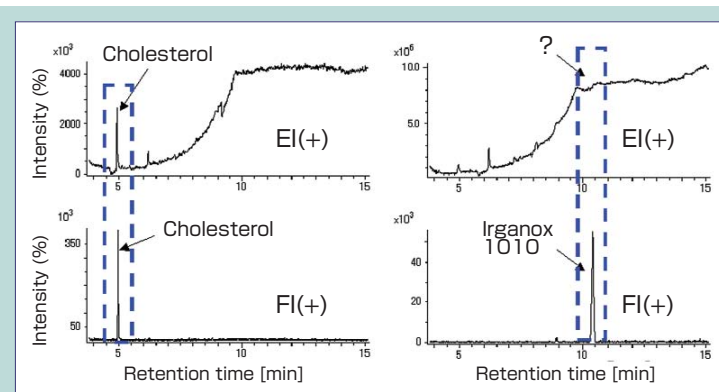 x10³
Cholesterol
4000
2000
0
Intensity (%)
EI(+)
5
10
15
x10⁶
?
10.0
5.0
EI(+)
5
10
15
10³
Cholesterol
350
50
Intensity (%)
FI(+)
5
10
15
Retention time [min]
x10³
Irganox
1010
40
20
0
FI(+)
5
10
15
Retention time [min]